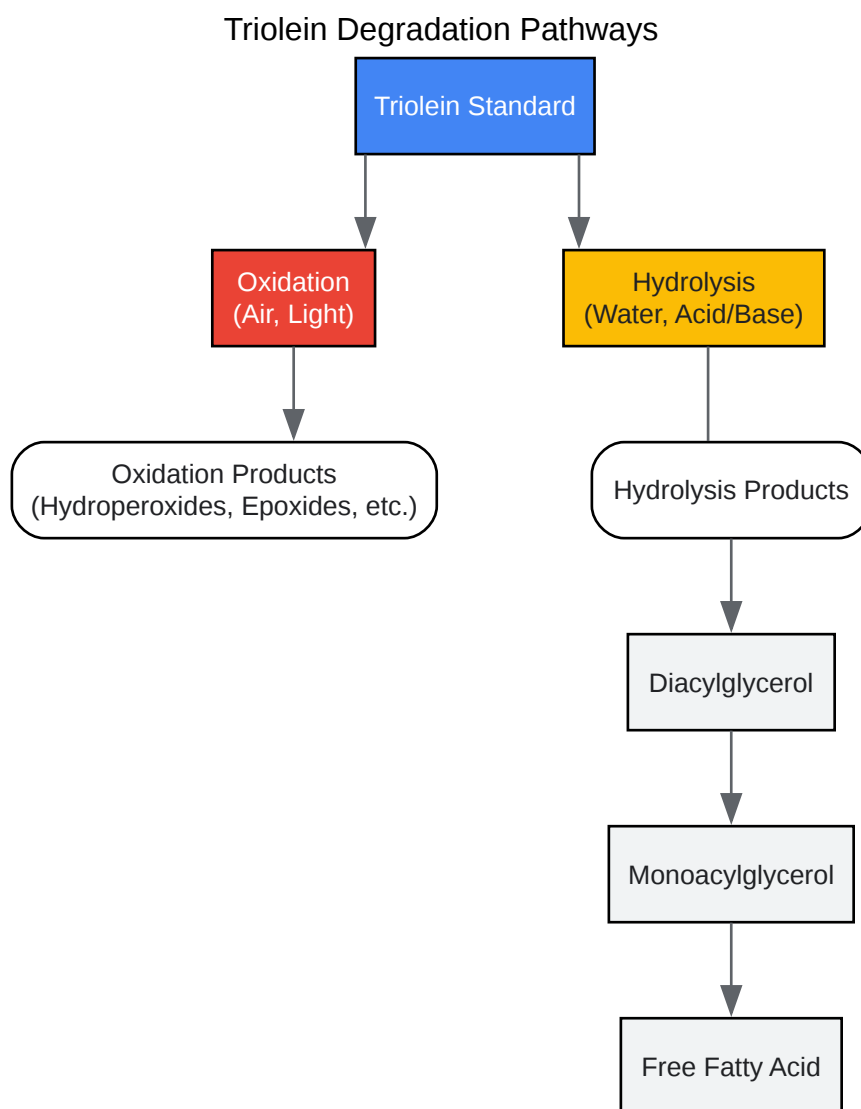 Triolein Degradation Pathways
Triolein Standard
Oxidation
(Air, Light)
Hydrolysis
(Water, Acid/Base)
Oxidation Products
(Hydroperoxides, Epoxides, etc.)
Hydrolysis Products
Diacylglycerol
Monoacylglycerol
Free Fatty Acid